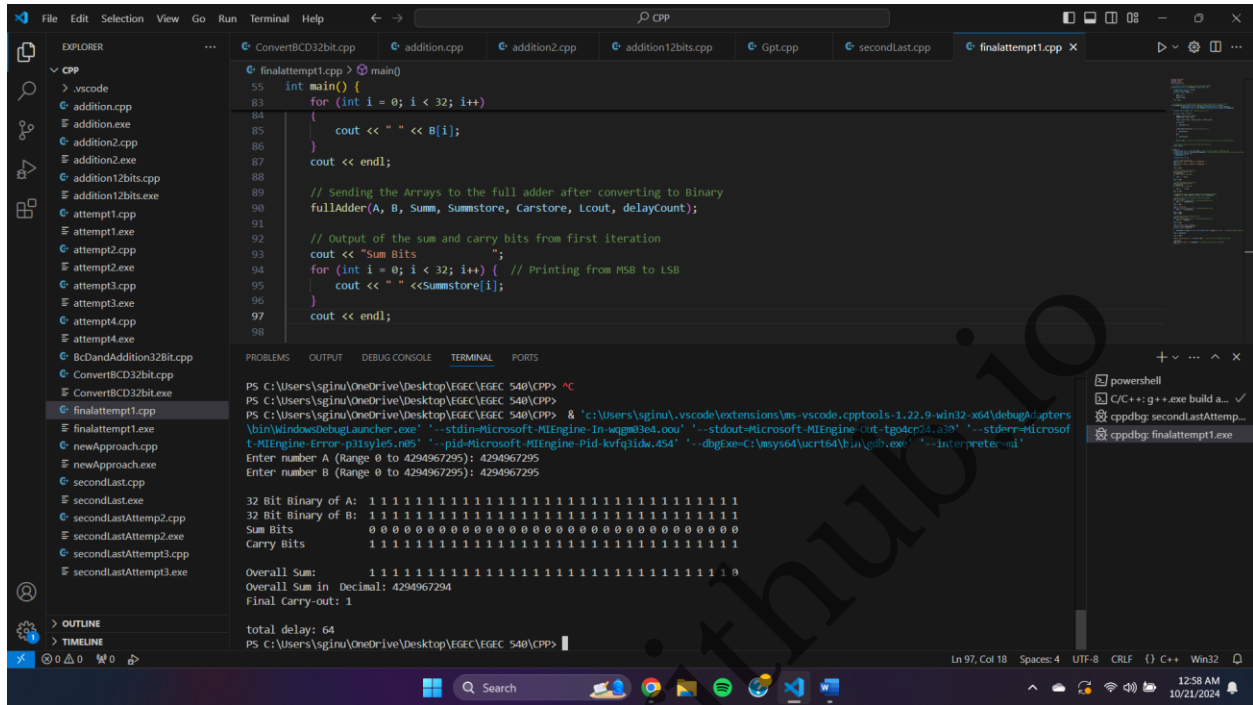 File Edit Selection View Go Run Terminal Help CPP
EXPLORER
ConvertBCD32bit.cpp addition.cpp addition2.cpp addition12bits.cpp Gpt.cpp secondLast.cpp finalattempt1.cpp
CPP
.vscode
addition.cpp
addition.exe
addition2.cpp
addition2.exe
addition12bits.cpp
addition12bits.exe
attempt1.cpp
attempt1.exe
attempt2.cpp
attempt2.exe
attempt3.cpp
attempt3.exe
attempt4.cpp
attempt4.exe
BcDandAddition32Bit.cpp
ConvertBCD32bit.cpp
ConvertBCD32bit.exe
finalattempt1.cpp
finalattempt1.exe
newApproach.cpp
newApproach.exe
secondLast.cpp
secondLast.exe
secondLastAttemp2.cpp
secondLastAttemp2.exe
secondLastAttempt3.cpp
secondLastAttempt3.exe
OUTLINE
TIMELINE
finalattempt1.cpp > main()
55 int main() {
83 for (int i = 0; i < 32; i++)
84 {
85 cout << " " << B[i];
86 }
87 cout << endl;
88
89 // Sending the Arrays to the full adder after converting to Binary
90 fullAdder(A, B, Summ, Summstore, Carstore, Lcout, delayCount);
91
92 // Output of the sum and carry bits from first iteration
93 cout << "Sum Bits          ";
94 for (int i = 0; i < 32; i++) { // Printing from MSB to LSB
95 cout << " " <<Summstore[i];
96 }
97 cout << endl;
98
PROBLEMS OUTPUT DEBUG CONSOLE TERMINAL PORTS
PS C:\Users\sginu\OneDrive\Desktop\EGEC\EGEC 540\CPP> ^C
PS C:\Users\sginu\OneDrive\Desktop\EGEC\EGEC 540\CPP>
PS C:\Users\sginu\OneDrive\Desktop\EGEC\EGEC 540\CPP> & 'c:\Users\sginu\.vscode\extensions\ms-vscode.cpptools-1.22.9-win32-x64\debugAdapters
\bin\WindowsDebugLauncher.exe' '--stdin=Microsoft-MIEngine-In-wqgm03e4.oou' '--stdout=Microsoft-MIEngine-Out-tgo4cp24.a30' '--stderr=Microsof
t-MIEngine-Error-p31syle5.n05' '--pid=Microsoft-MIEngine-Pid-kvfq3idw.454' '--dbgExe=C:\msys64\ucrt64\bin\gdb.exe' '--interpreter=mi'
Enter number A (Range 0 to 4294967295): 4294967295
Enter number B (Range 0 to 4294967295): 4294967295
32 Bit Binary of A: 1 1 1 1 1 1 1 1 1 1 1 1 1 1 1 1 1 1 1 1 1 1 1 1 1 1 1 1 1 1 1 1
32 Bit Binary of B: 1 1 1 1 1 1 1 1 1 1 1 1 1 1 1 1 1 1 1 1 1 1 1 1 1 1 1 1 1 1 1 1
Sum Bits 0 0 0 0 0 0 0 0 0 0 0 0 0 0 0 0 0 0 0 0 0 0 0 0 0 0 0 0 0 0 0 0
Carry Bits 1 1 1 1 1 1 1 1 1 1 1 1 1 1 1 1 1 1 1 1 1 1 1 1 1 1 1 1 1 1 1 1
Overall Sum: 1 1 1 1 1 1 1 1 1 1 1 1 1 1 1 1 1 1 1 1 1 1 1 1 1 1 1 1 1 1 1 0
Overall Sum in Decimal: 4294967294
Final Carry-out: 1
total delay: 64
PS C:\Users\sginu\OneDrive\Desktop\EGEC\EGEC 540\CPP>
powershell
C/C++: g++.exe build a...
cppdbg: secondLastAttemp...
cppdbg: finalattempt1.exe
0 0 0 Ln 97, Col 18 Spaces: 4 UTF-8 CRLF {} C++ Win32
Search
12:58 AM
10/21/2024
ithub.io